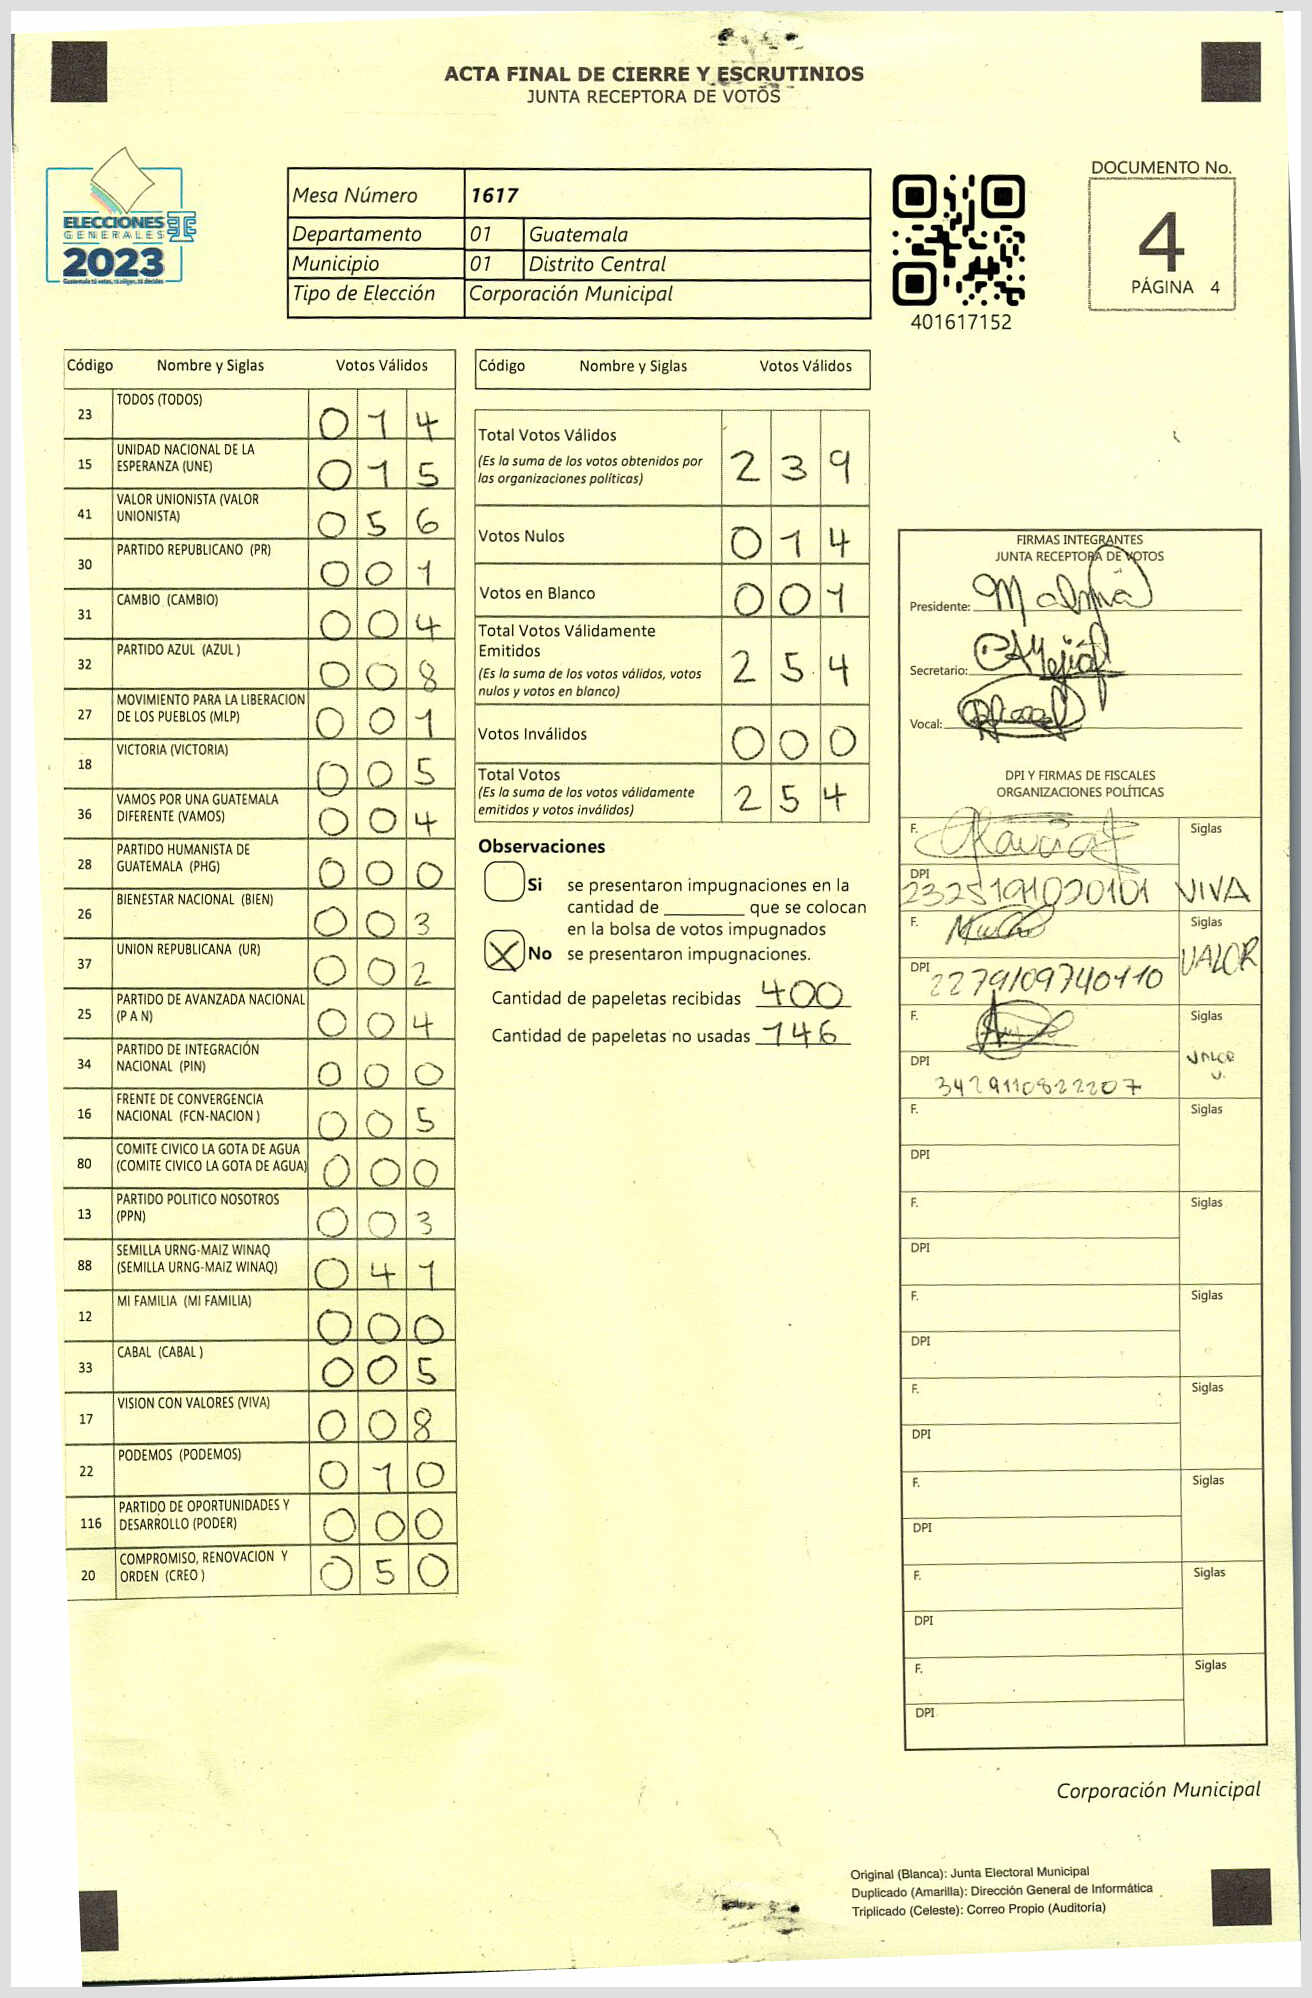 ACTA FINAL DE CIERRE Y ESCRUTINIOS
JUNTA RECEPTORA DE VOTOS
ELECCIONES
GENERALES
2023
Guatemala tú votas, tú eliges, tú decides
Mesa Número 1617
Departamento 01 Guatemala
Municipio 01 Distrito Central
Tipo de Elección Corporación Municipal
401617152
DOCUMENTO No.
4
PÁGINA 4
Código Nombre y Siglas Votos Válidos
23 TODOS (TODOS) 0 1 4
15 UNIDAD NACIONAL DE LA
ESPERANZA (UNE) 0 1 5
41 VALOR UNIONISTA (VALOR
UNIONISTA) 0 5 6
30 PARTIDO REPUBLICANO (PR) 0 0 1
31 CAMBIO (CAMBIO) 0 0 4
32 PARTIDO AZUL (AZUL ) 0 0 8
27 MOVIMIENTO PARA LA LIBERACION
DE LOS PUEBLOS (MLP) 0 0 1
18 VICTORIA (VICTORIA) 0 0 5
36 VAMOS POR UNA GUATEMALA
DIFERENTE (VAMOS) 0 0 4
28 PARTIDO HUMANISTA DE
GUATEMALA (PHG) 0 0 0
26 BIENESTAR NACIONAL (BIEN) 0 0 3
37 UNION REPUBLICANA (UR) 0 0 2
25 PARTIDO DE AVANZADA NACIONAL
(P A N) 0 0 4
34 PARTIDO DE INTEGRACIÓN
NACIONAL (PIN) 0 0 0
16 FRENTE DE CONVERGENCIA
NACIONAL (FCN-NACION ) 0 0 5
80 COMITE CIVICO LA GOTA DE AGUA
(COMITE CIVICO LA GOTA DE AGUA) 0 0 0
13 PARTIDO POLITICO NOSOTROS
(PPN) 0 0 3
88 SEMILLA URNG-MAIZ WINAQ
(SEMILLA URNG-MAIZ WINAQ) 0 4 1
12 MI FAMILIA (MI FAMILIA) 0 0 0
33 CABAL (CABAL ) 0 0 5
17 VISION CON VALORES (VIVA) 0 0 8
22 PODEMOS (PODEMOS) 0 1 0
116 PARTIDO DE OPORTUNIDADES Y
DESARROLLO (PODER) 0 0 0
20 COMPROMISO, RENOVACION Y
ORDEN (CREO ) 0 5 0
Código Nombre y Siglas Votos Válidos
Total Votos Válidos
(Es la suma de los votos obtenidos por
las organizaciones políticas) 2 3 9
Votos Nulos 0 1 4
Votos en Blanco 0 0 1
Total Votos Válidamente
Emitidos
(Es la suma de los votos válidos, votos
nulos y votos en blanco) 2 5 4
Votos Inválidos 0 0 0
Total Votos
(Es la suma de los votos válidamente
emitidos y votos inválidos) 2 5 4
Observaciones
Si se presentaron impugnaciones en la
cantidad de ________ que se colocan
en la bolsa de votos impugnados
X No se presentaron impugnaciones.
Cantidad de papeletas recibidas 400
Cantidad de papeletas no usadas 146
FIRMAS INTEGRANTES
JUNTA RECEPTORA DE VOTOS
Presidente:
Secretario:
Vocal:
DPI Y FIRMAS DE FISCALES
ORGANIZACIONES POLÍTICAS
F. Siglas
DPI
2325191020101 VIVA
F. Siglas
DPI 2279109740110 VALOR
F. Siglas
DPI
3429110822207
F. Siglas
DPI
F. Siglas
DPI
F. Siglas
DPI
F. Siglas
DPI
F. Siglas
DPI
F. Siglas
DPI
F. Siglas
DPI
Corporación Municipal
Original (Blanca): Junta Electoral Municipal
Duplicado (Amarilla): Dirección General de Informática
Triplicado (Celeste): Correo Propio (Auditoría)